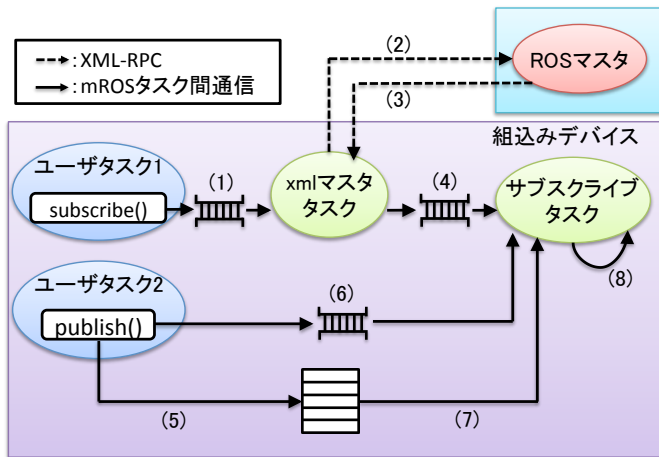 :XML-RPC
:mROSタスク間通信
(2)
ROSマスタ
(3)
組込みデバイス
ユーザタスク1
subscribe()
(1)
xmlマスタ
タスク
(4)
サブスクライブ
タスク
(8)
ユーザタスク2
publish()
(6)
(5)
(7)